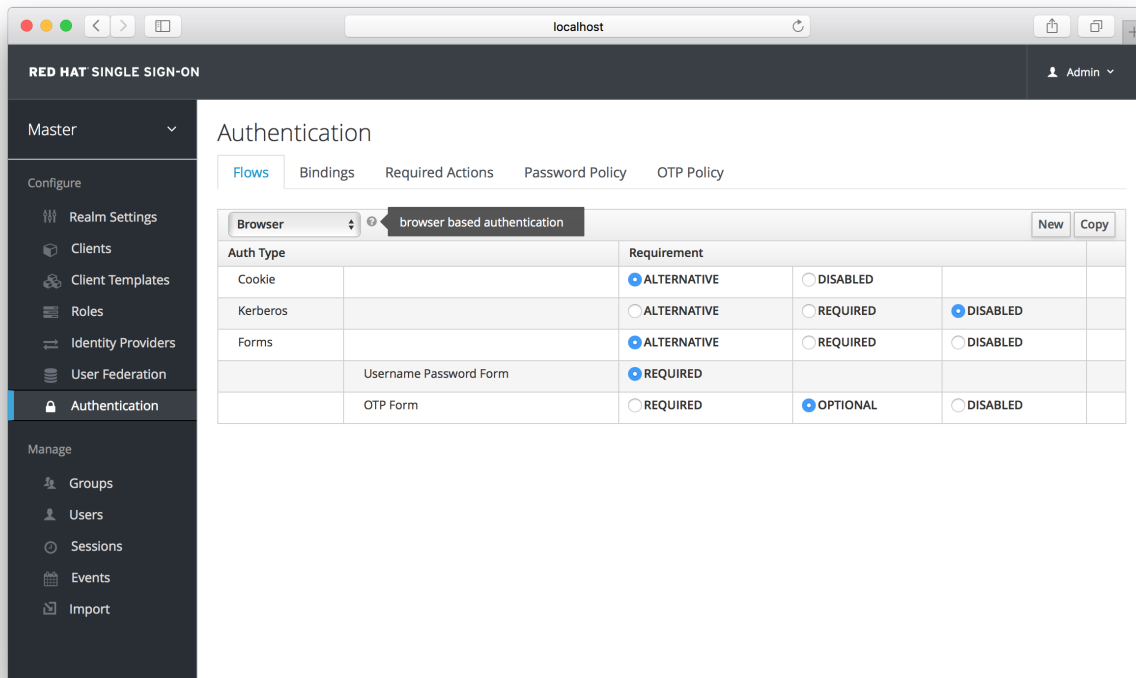 localhost
RED HAT SINGLE SIGN-ON
Admin
Master
Configure
Realm Settings
Clients
Client Templates
Roles
Identity Providers
User Federation
Authentication
Manage
Groups
Users
Sessions
Events
Import
Authentication
Flows Bindings Required Actions Password Policy OTP Policy
Browser ? browser based authentication New Copy
Auth Type Requirement
Cookie ALTERNATIVE DISABLED
Kerberos ALTERNATIVE REQUIRED DISABLED
Forms ALTERNATIVE REQUIRED DISABLED
Username Password Form REQUIRED
OTP Form REQUIRED OPTIONAL DISABLED